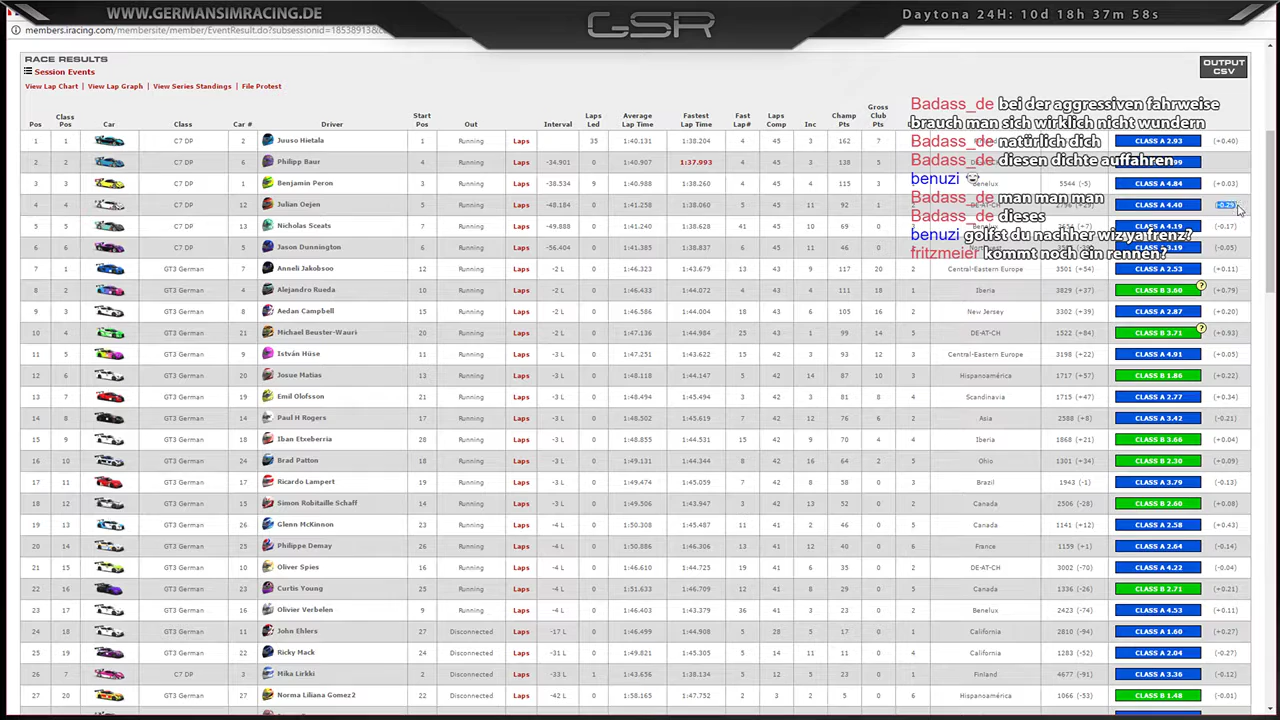 WWW.GERMANSIMRACING.DE
GSR
Daytona 24H: 10d 18h 37m 58s
members.iracing.com/membersite/member/EventResult.do?subsessionid=18538913
RACE RESULTS
Session Events
View Lap Chart | View Lap Graph | View Series Standings | File Protest
OUTPUT CSV
Pos Class Pos Car Class Car # Driver Start Pos Out Interval Laps Led Average Lap Time Fastest Lap Time Fast Lap# Laps Comp Inc Champ Pts Gross Club Pts
1 1 C7 DP 2 Juuso Hietala 1 Running Laps 35 1:40.131 1:38.204 4 45 3 162 7 CLASS A 2.93 (+0.40)
2 2 C7 DP 6 Philipp Baur 4 Running Laps -34.901 0 1:40.907 1:37.993 4 45 3 138 5
3 3 C7 DP 1 Benjamin Peron 3 Running Laps -38.534 9 1:40.988 1:38.260 4 45 4 115 3 Benelux 5544 (-5) CLASS A 4.84 (+0.03)
4 4 C7 DP 12 Julian Oejen 5 Running Laps -48.184 0 1:41.258 1:38.060 5 45 11 92 1 2 DE-AT-CH CLASS A 4.40 (-0.29)
5 5 C7 DP 13 Nicholas Sceats 7 Running Laps -49.888 0 1:41.240 1:38.628 41 45 10 69 0 CLASS A 4.19 (-0.17)
6 6 C7 DP 5 Jason Dunnington 6 Running Laps -56.404 0 1:41.385 1:38.837 6 45 11 46 0 (-0.05)
7 1 GT3 German 7 Anneli Jakobsoo 12 Running Laps -2 L 0 1:46.323 1:43.679 13 43 9 117 20 Central-Eastern Europe 3501 (+54) CLASS A 2.53 (+0.11)
8 2 GT3 German 4 Alejandro Rueda 10 Running Laps -2 L 0 1:46.433 1:44.072 4 43 3 111 18 1 Iberia 3829 (+37) CLASS B 3.60 ? (+0.79)
9 3 GT3 German 8 Aedan Campbell 15 Running Laps -2 L 0 1:46.586 1:44.004 18 43 6 105 16 2 New Jersey 3302 (+39) CLASS A 2.87 (+0.20)
10 4 GT3 German 21 Michael Beuster-Wauri 20 Running Laps -2 L 0 1:47.136 1:44.984 25 43 3 99 14 5 DE-AT-CH 1522 (+84) CLASS B 3.71 ? (+0.93)
11 5 GT3 German 9 István Hüse 11 Running Laps -2 L 0 1:47.231 1:43.622 15 43 5 93 12 2 Central-Eastern Europe 3198 (+22) CLASS A 4.91 (+0.05)
12 6 GT3 German 20 Josue Matias 13 Running Laps -3 L 0 1:48.118 1:44.147 5 42 14 87 10 3 Hispanoamérica 1717 (+57) CLASS B 1.86 (+0.22)
13 7 GT3 German 19 Emil Olofsson 21 Running Laps -3 L 0 1:48.494 1:45.494 3 42 3 81 8 4 Scandinavia 1715 (+47) CLASS A 2.77 (+0.34)
14 8 GT3 German 14 Paul H Rogers 17 Running Laps -3 L 0 1:48.502 1:45.619 7 42 12 76 6 2 Asia 2588 (+8) CLASS A 3.42 (-0.21)
15 9 GT3 German 18 Iban Etxeberria 28 Running Laps -3 L 0 1:48.855 1:44.531 15 42 11 70 4 4 Iberia 1868 (+21) CLASS B 3.66 (+0.04)
16 10 GT3 German 24 Brad Patton 18 Running Laps -3 L 0 1:49.131 1:44.344 8 42 16 64 2 5 Ohio 1301 (+34) CLASS B 2.30 (+0.09)
17 11 GT3 German 17 Ricardo Lampert 19 Running Laps -3 L 0 1:49.474 1:45.059 7 42 14 58 0 3 Brazil 1943 (-1) CLASS A 3.79 (-0.13)
18 12 GT3 German 15 Simon Robitaille Schaff 14 Running Laps -3 L 0 1:49.506 1:43.947 3 42 13 52 0 2 Canada 2506 (-28) CLASS B 2.60 (+0.08)
19 13 GT3 German 26 Glenn McKinnon 23 Running Laps -3 L 0 1:50.308 1:45.487 11 41 5 46 0 6 Canada 1141 (+12) CLASS A 2.58 (+0.43)
20 14 GT3 German 25 Philippe Demay 26 Running Laps -4 L 0 1:50.886 1:46.306 13 41 12 40 0 6 France 1159 (+1) CLASS A 2.64 (-0.14)
21 15 GT3 German 10 Oliver Spies 16 Running Laps -4 L 0 1:46.610 1:44.725 19 41 6 35 0 2 DE-AT-CH 3002 (-70) CLASS A 4.22 (-0.04)
22 16 GT3 German 23 Curtis Young 25 Running Laps -4 L 0 1:51.633 1:46.709 12 41 8 29 0 5 Canada 1336 (-26) CLASS B 2.71 (+0.21)
23 17 GT3 German 16 Olivier Verbelen 9 Running Laps -4 L 0 1:46.403 1:43.379 36 41 2 23 0 2 Benelux 2423 (-74) CLASS A 4.53 (+0.11)
24 18 GT3 German 11 John Ehlers 27 Disconnected Laps -17 L 0 1:46.499 1:44.908 5 28 5 17 0 1 California 2810 (-94) CLASS A 1.60 (+0.27)
25 19 GT3 German 22 Ricky Mack 24 Disconnected Laps -31 L 0 1:49.821 1:45.305 5 14 11 11 0 4 California 1283 (-52) CLASS A 2.04 (-0.27)
26 7 C7 DP 3 Mika Lirkki 2 Disconnected Laps -33 L 1 1:43.656 1:38.134 5 12 5 23 0 Finland 4677 (-91) CLASS A 3.36 (-0.12)
27 20 GT3 German Norma Liliana Gomez2 22 Disconnected Laps -42 L 0 1:58.165 1:47.752 2 3 5 0 6 Hispanoamérica 1066 (-53) CLASS B 1.48 (-0.01)
Badass_de bei der aggressiven fahrweise
brauch man sich wirklich nicht wundern
Badass_de natürlich dich
Badass_de diesen dichte auffahren
benuzi
Badass_de man man man
Badass_de dieses
benuzi golfst du nachher wiz ya frenz?
fritzmeier kommt noch ein rennen?